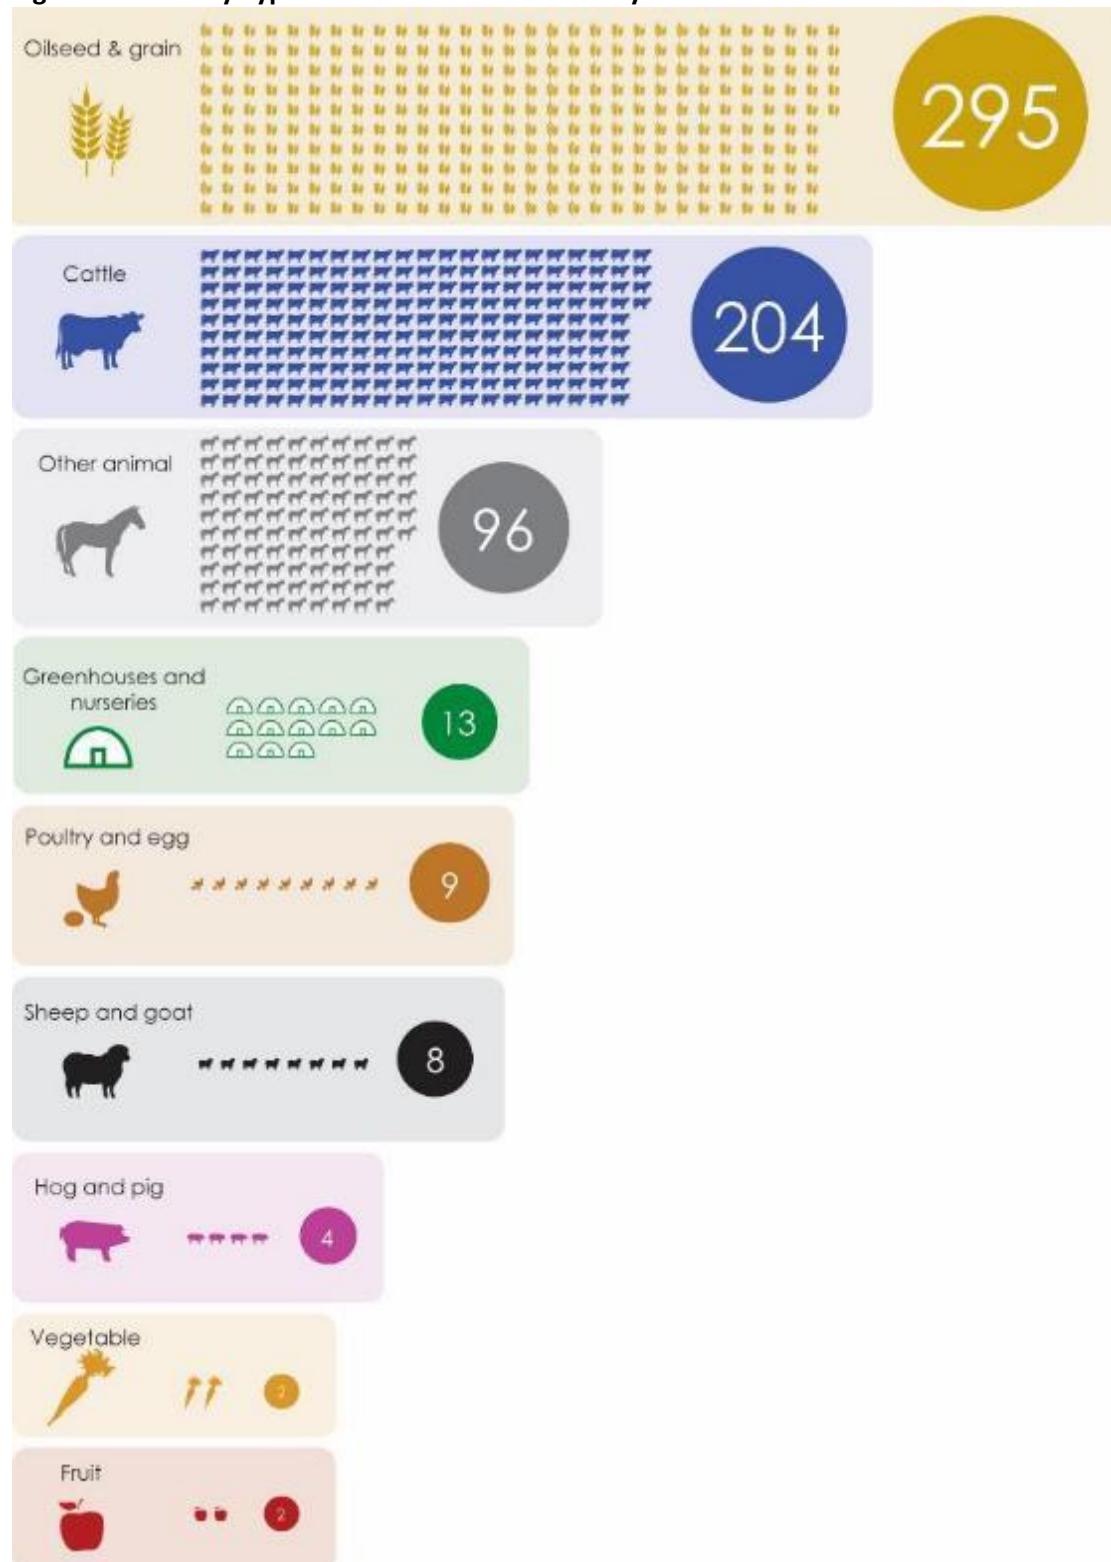 Oilseed & grain
295
Cattle
204
Other animal
96
Greenhouses and
nurseries
13
Poultry and egg
9
Sheep and goat
8
Hog and pig
4
Vegetable
2
Fruit
2